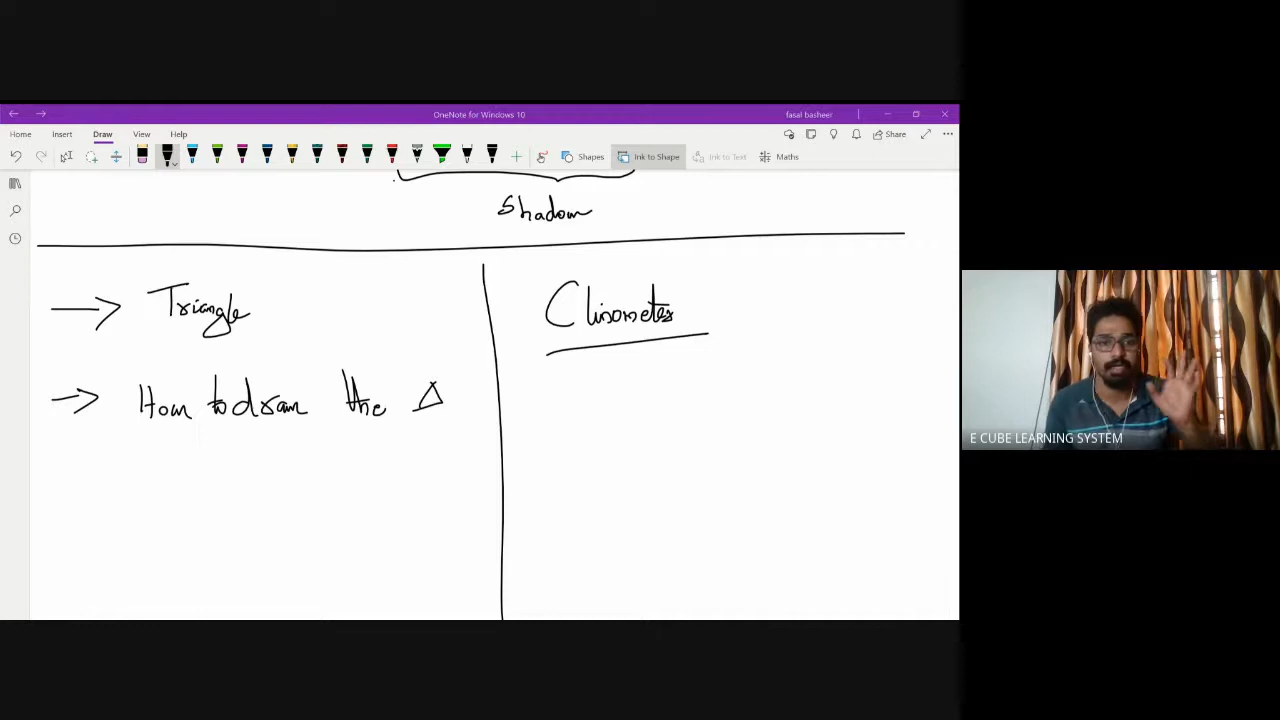 OneNote for Windows 10
fasal basheer
Home Insert Draw View Help
Share
Shapes
Ink to Shape
Ink to Text
Maths
Shadow
→ Triangle
→ How to draw the Δ
Clinometer
E CUBE LEARNING SYSTEM